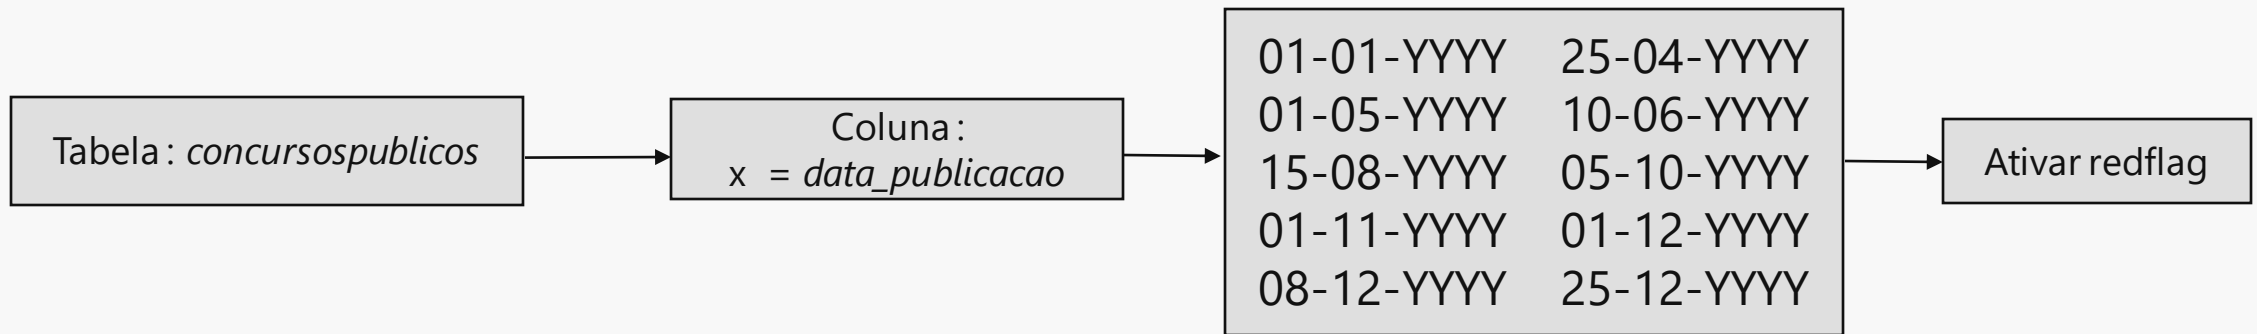 Tabela: concursospublicos
Coluna:
x = data_publicacao
01-01-YYYY 25-04-YYYY
01-05-YYYY 10-06-YYYY
15-08-YYYY 05-10-YYYY
01-11-YYYY 01-12-YYYY
08-12-YYYY 25-12-YYYY
Ativar redflag